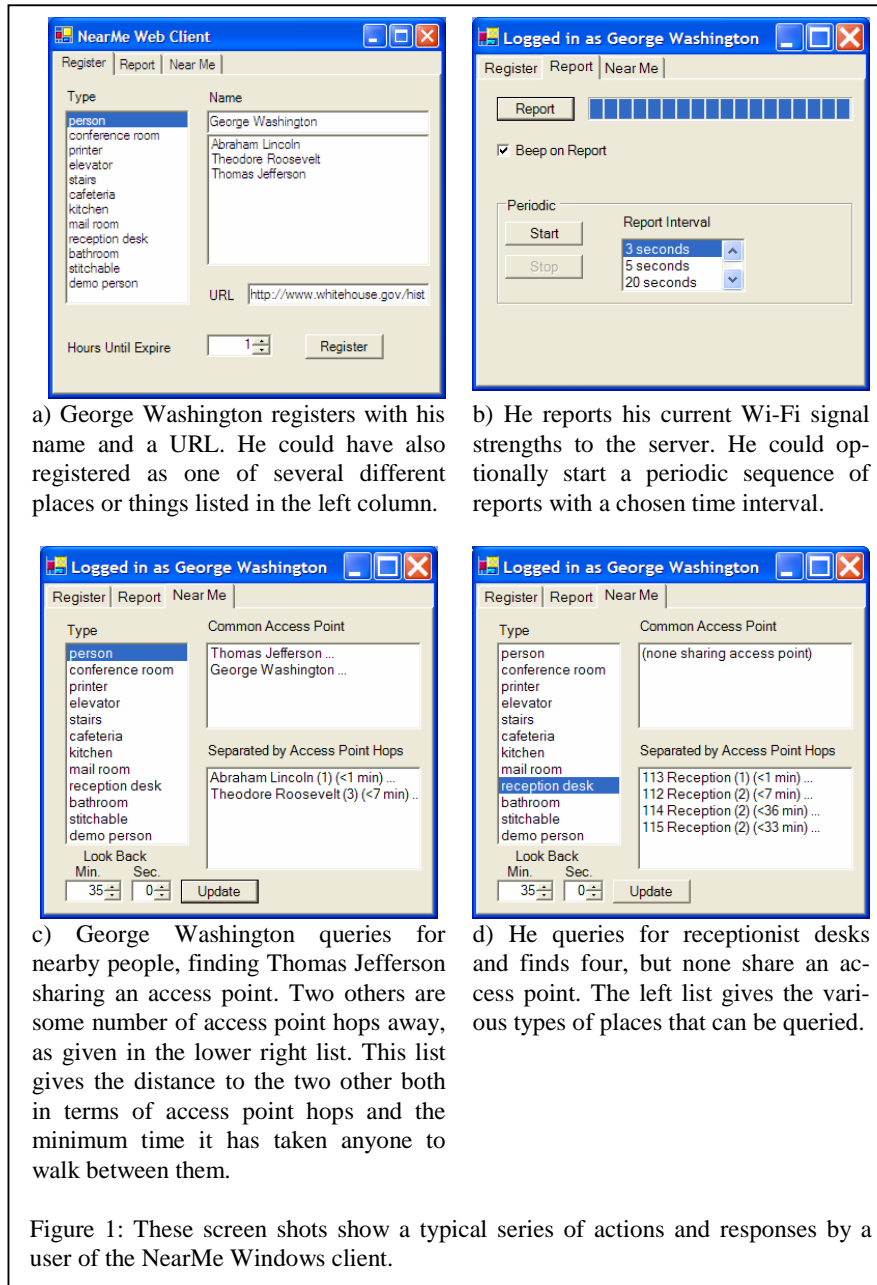 NearMe Web Client
Register Report Near Me
Type
person
conference room
printer
elevator
stairs
cafeteria
kitchen
mail room
reception desk
bathroom
stitchable
demo person
Name
George Washington
Abraham Lincoln
Theodore Roosevelt
Thomas Jefferson
URL http://www.whitehouse.gov/hist
Hours Until Expire 1 Register
a) George Washington registers with his
name and a URL. He could have also
registered as one of several different
places or things listed in the left column.
Logged in as George Washington
Register Report Near Me
Report
Beep on Report
Periodic
Start
Stop
Report Interval
3 seconds
5 seconds
20 seconds
b) He reports his current Wi-Fi signal
strengths to the server. He could op-
tionally start a periodic sequence of
reports with a chosen time interval.
Logged in as George Washington
Register Report Near Me
Type
person
conference room
printer
elevator
stairs
cafeteria
kitchen
mail room
reception desk
bathroom
stitchable
demo person
Common Access Point
Thomas Jefferson ...
George Washington ...
Separated by Access Point Hops
Abraham Lincoln (1) (<1 min) ...
Theodore Roosevelt (3) (<7 min) ..
Look Back
Min. Sec.
35 0 Update
c) George Washington queries for
nearby people, finding Thomas Jefferson
sharing an access point. Two others are
some number of access point hops away,
as given in the lower right list. This list
gives the distance to the two other both
in terms of access point hops and the
minimum time it has taken anyone to
walk between them.
Logged in as George Washington
Register Report Near Me
Type
person
conference room
printer
elevator
stairs
cafeteria
kitchen
mail room
reception desk
bathroom
stitchable
demo person
Common Access Point
(none sharing access point)
Separated by Access Point Hops
113 Reception (1) (<1 min) ...
112 Reception (2) (<7 min) ...
114 Reception (2) (<36 min) ...
115 Reception (2) (<33 min) ...
Look Back
Min. Sec.
35 0 Update
d) He queries for receptionist desks
and finds four, but none share an ac-
cess point. The left list gives the vari-
ous types of places that can be queried.
Figure 1: These screen shots show a typical series of actions and responses by a
user of the NearMe Windows client.